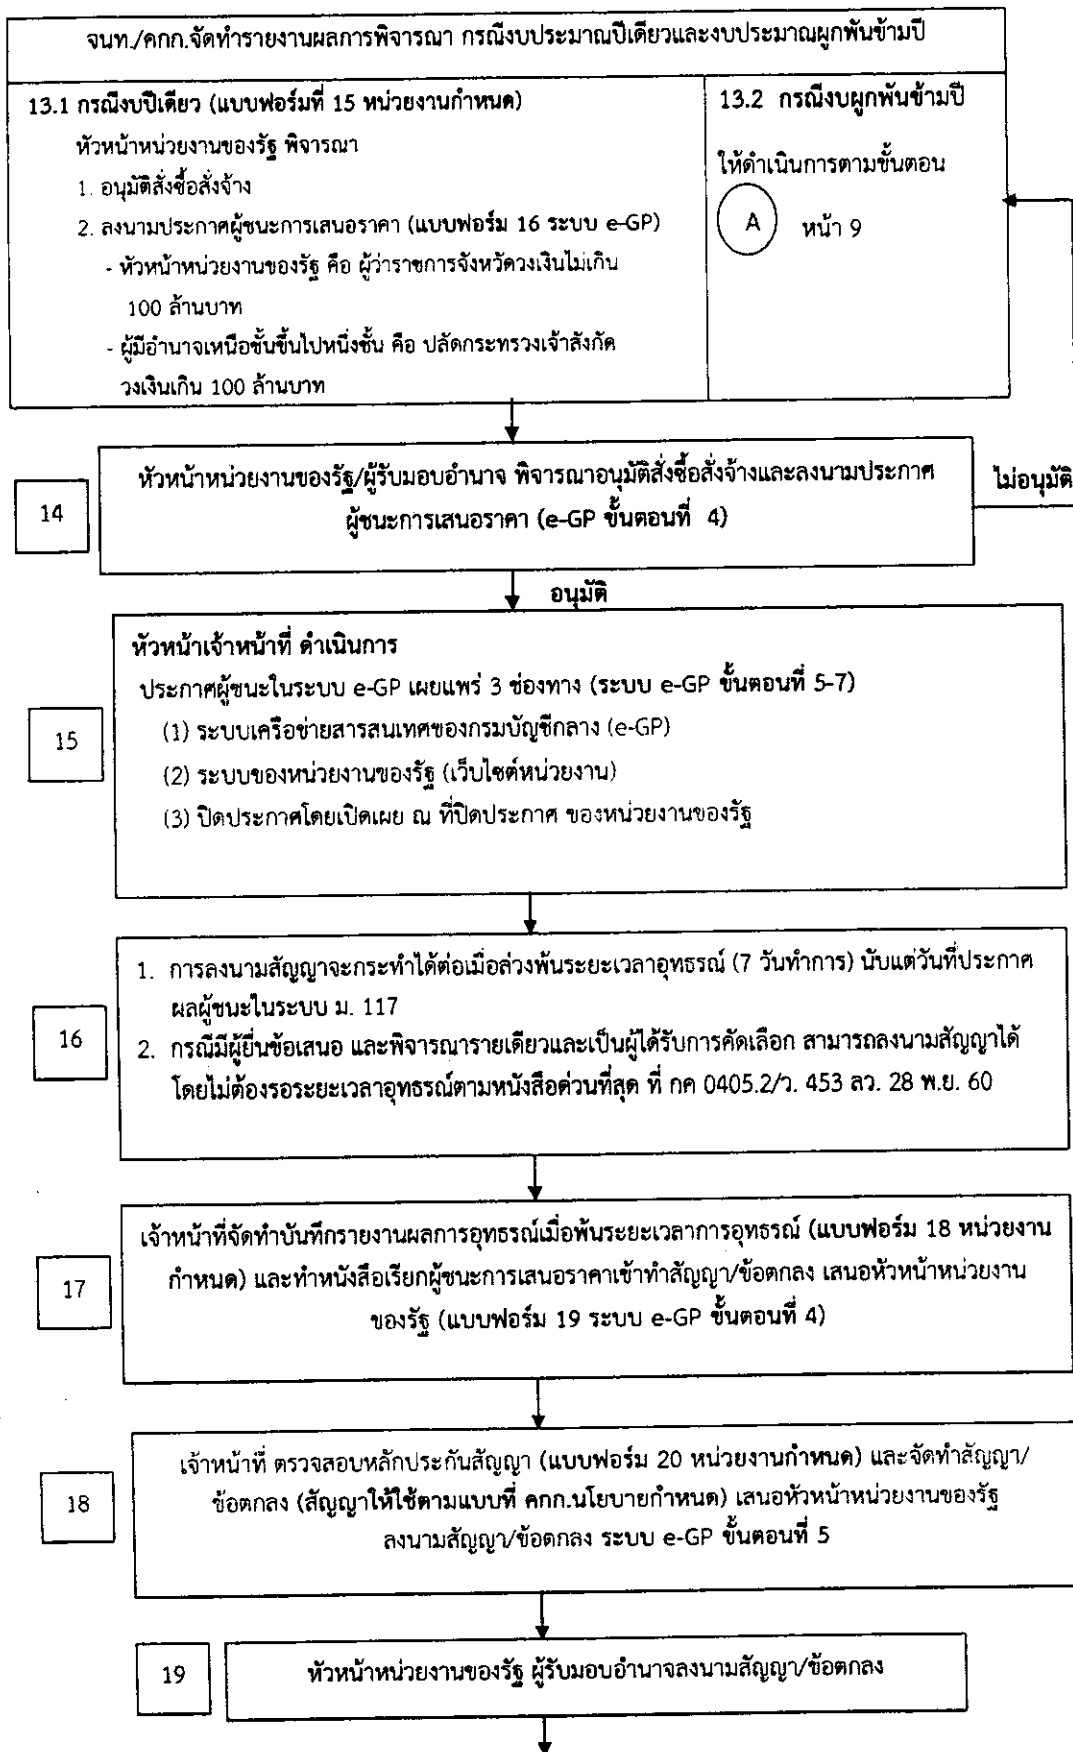 จนท./คกก.จัดทำรายงานผลการพิจารณา กรณีงบประมาณปีเดียวและงบประมาณผูกพันข้ามปี
13.1 กรณีงบปีเดียว (แบบฟอร์มที่ 15 หน่วยงานกำหนด)
หัวหน้าหน่วยงานของรัฐ พิจารณา
1. อนุมัติสั่งซื้อสั่งจ้าง
2. ลงนามประกาศผู้ชนะการเสนอราคา (แบบฟอร์ม 16 ระบบ e-GP)
- หัวหน้าหน่วยงานของรัฐ คือ ผู้ว่าราชการจังหวัดวงเงินไม่เกิน
100 ล้านบาท
- ผู้มีอำนาจเหนือชั้นขึ้นไปหนึ่งชั้น คือ ปลัดกระทรวงเจ้าสังกัด
วงเงินเกิน 100 ล้านบาท
13.2 กรณีงบผูกพันข้ามปี
ให้ดำเนินการตามขั้นตอน
A หน้า 9
14
หัวหน้าหน่วยงานของรัฐ/ผู้รับมอบอำนาจ พิจารณาอนุมัติสั่งซื้อสั่งจ้างและลงนามประกาศ
ผู้ชนะการเสนอราคา (e-GP ขั้นตอนที่ 4)
ไม่อนุมัติ
อนุมัติ
15
หัวหน้าเจ้าหน้าที่ ดำเนินการ
ประกาศผู้ชนะในระบบ e-GP เผยแพร่ 3 ช่องทาง (ระบบ e-GP ขั้นตอนที่ 5-7)
(1) ระบบเครือข่ายสารสนเทศของกรมบัญชีกลาง (e-GP)
(2) ระบบของหน่วยงานของรัฐ (เว็บไซต์หน่วยงาน)
(3) ปิดประกาศโดยเปิดเผย ณ ที่ปิดประกาศ ของหน่วยงานของรัฐ
16
1. การลงนามสัญญาจะกระทำได้ต่อเมื่อล่วงพ้นระยะเวลาอุทธรณ์ (7 วันทำการ) นับแต่วันที่ประกาศ
ผลผู้ชนะในระบบ ม. 117
2. กรณีมีผู้ยื่นข้อเสนอ และพิจารณารายเดียวและเป็นผู้ได้รับการคัดเลือก สามารถลงนามสัญญาได้
โดยไม่ต้องรอระยะเวลาอุทธรณ์ตามหนังสือด่วนที่สุด ที่ กค 0405.2/ว. 453 ลว. 28 พ.ย. 60
17
เจ้าหน้าที่จัดทำบันทึกรายงานผลการอุทธรณ์เมื่อพ้นระยะเวลาการอุทธรณ์ (แบบฟอร์ม 18 หน่วยงาน
กำหนด) และทำหนังสือเรียกผู้ชนะการเสนอราคาเข้าทำสัญญา/ข้อตกลง เสนอหัวหน้าหน่วยงาน
ของรัฐ (แบบฟอร์ม 19 ระบบ e-GP ขั้นตอนที่ 4)
18
เจ้าหน้าที่ ตรวจสอบหลักประกันสัญญา (แบบฟอร์ม 20 หน่วยงานกำหนด) และจัดทำสัญญา/
ข้อตกลง (สัญญาให้ใช้ตามแบบที่ คกก.นโยบายกำหนด) เสนอหัวหน้าหน่วยงานของรัฐ
ลงนามสัญญา/ข้อตกลง ระบบ e-GP ขั้นตอนที่ 5
19
หัวหน้าหน่วยงานของรัฐ ผู้รับมอบอำนาจลงนามสัญญา/ข้อตกลง